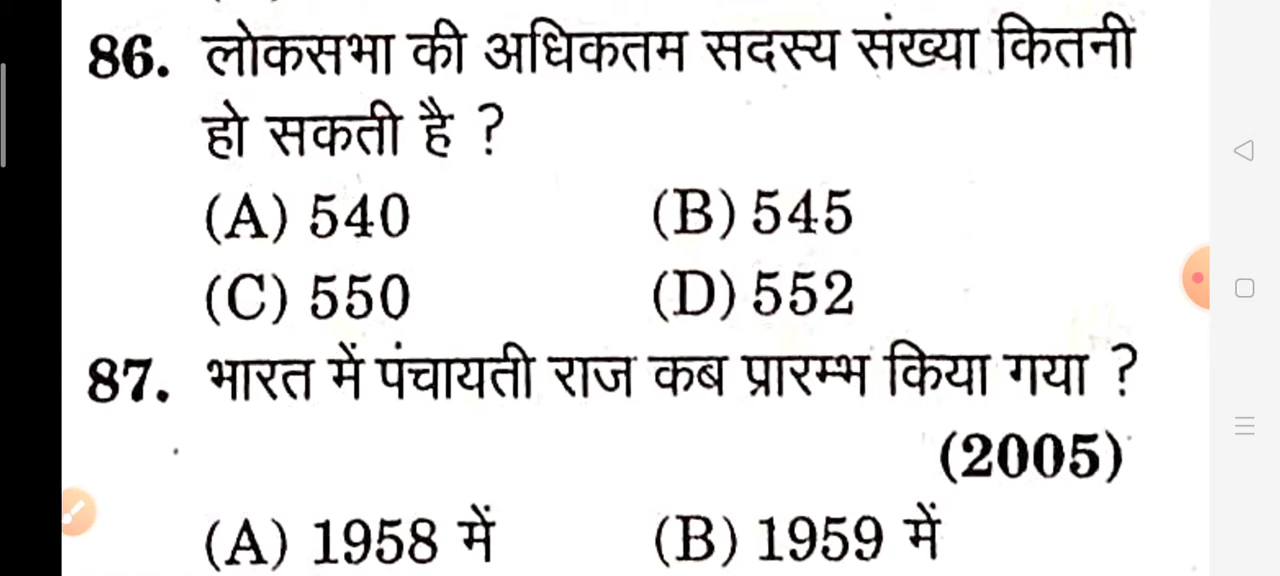 86. लोकसभा की अधिकतम सदस्य संख्या कितनी
हो सकती है ?
(A) 540 (B) 545
(C) 550 (D) 552
87. भारत में पंचायती राज कब प्रारम्भ किया गया ?
(2005)
(A) 1958 में (B) 1959 में